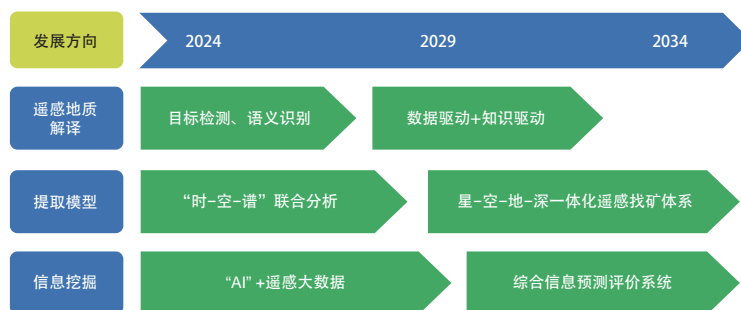 发展方向 2024 2029 2034
遥感地质
解译
目标检测、语义识别 数据驱动+知识驱动
提取模型 “时-空-谱”联合分析 星-空-地-深一体化遥感找矿体系
信息挖掘 “AI”+遥感大数据 综合信息预测评价系统